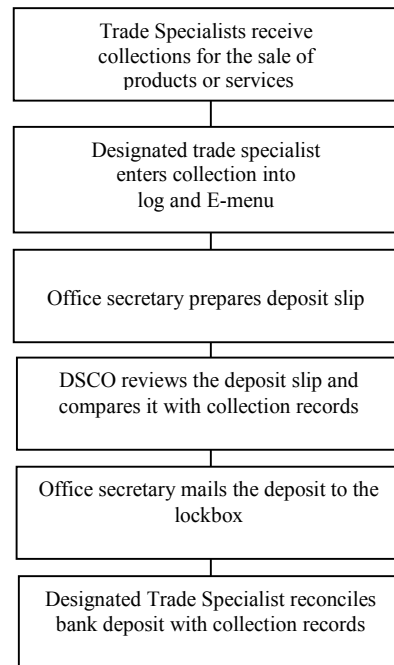 Trade Specialists receive
collections for the sale of
products or services
Designated trade specialist
enters collection into
log and E-menu
Office secretary prepares deposit slip
DSCO reviews the deposit slip and
compares it with collection records
Office secretary mails the deposit to the
lockbox
Designated Trade Specialist reconciles
bank deposit with collection records